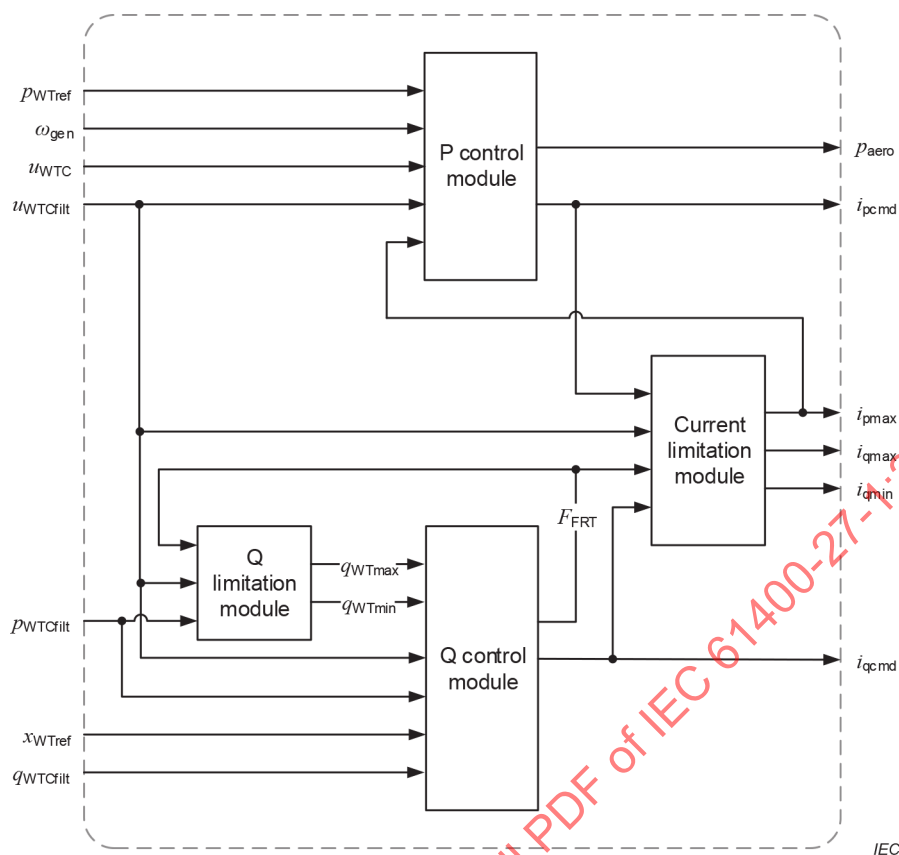 p_WTref
ω_gen
u_WTC
u_WTCfilt
P control
module
p_aero
i_pcmd
Current
limitation
module
i_pmax
i_qmax
i_qmin
F_FRT
Q
limitation
module
q_WTmax
q_WTmin
p_WTCfilt
Q control
module
i_qcmd
x_WTref
q_WTCfilt
PDF of IEC 61400-27-1:
IEC